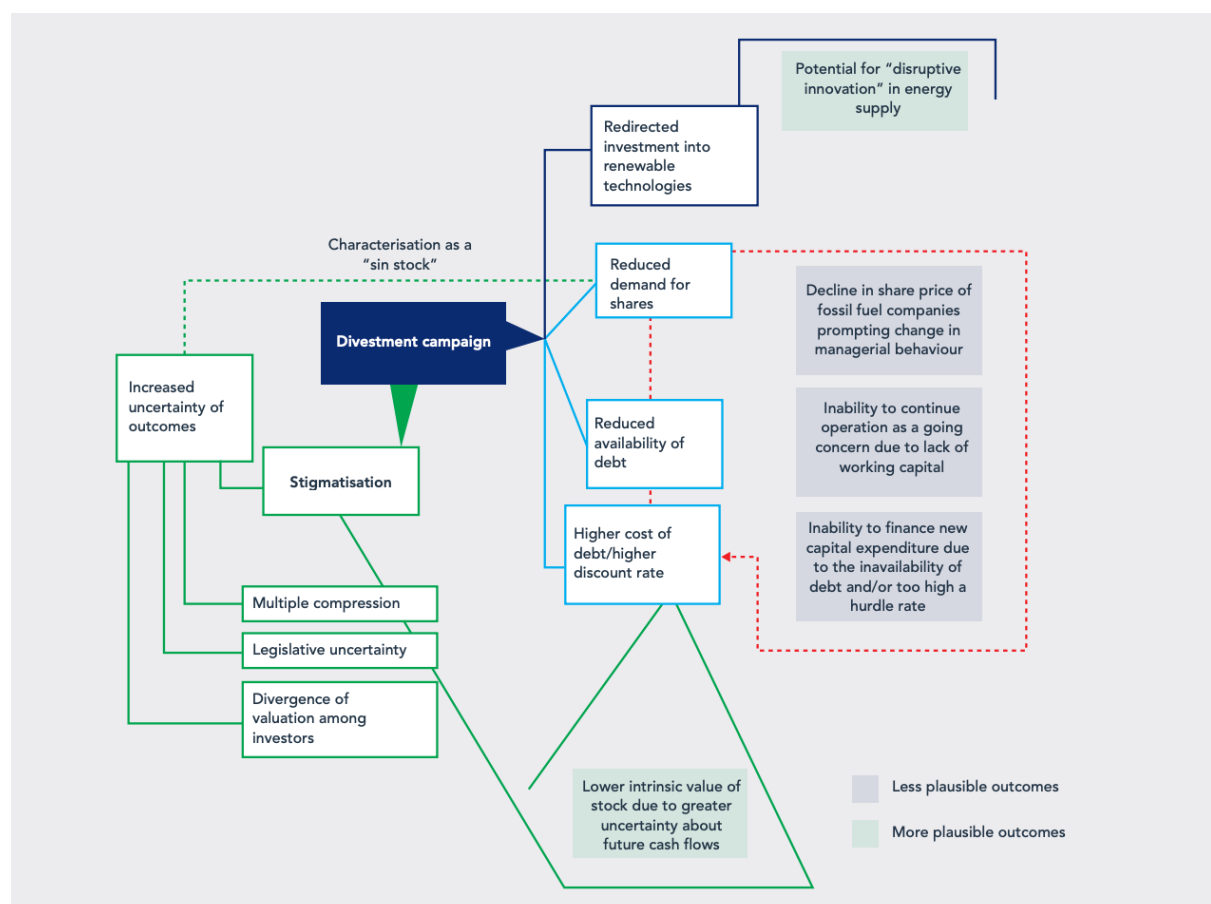 Potential for “disruptive
innovation” in energy
supply
Redirected
investment into
renewable
technologies
Characterisation as a
“sin stock”
Reduced
demand for
shares
Decline in share price of
fossil fuel companies
prompting change in
managerial behaviour
Divestment campaign
Increased
uncertainty of
outcomes
Inability to continue
operation as a going
concern due to lack of
working capital
Reduced
availability of
debt
Stigmatisation
Higher cost of
debt/higher
discount rate
Inability to finance new
capital expenditure due
to the inavailability of
debt and/or too high a
hurdle rate
Multiple compression
Legislative uncertainty
Divergence of
valuation among
investors
Lower intrinsic value of
stock due to greater
uncertainty about
future cash flows
Less plausible outcomes
More plausible outcomes